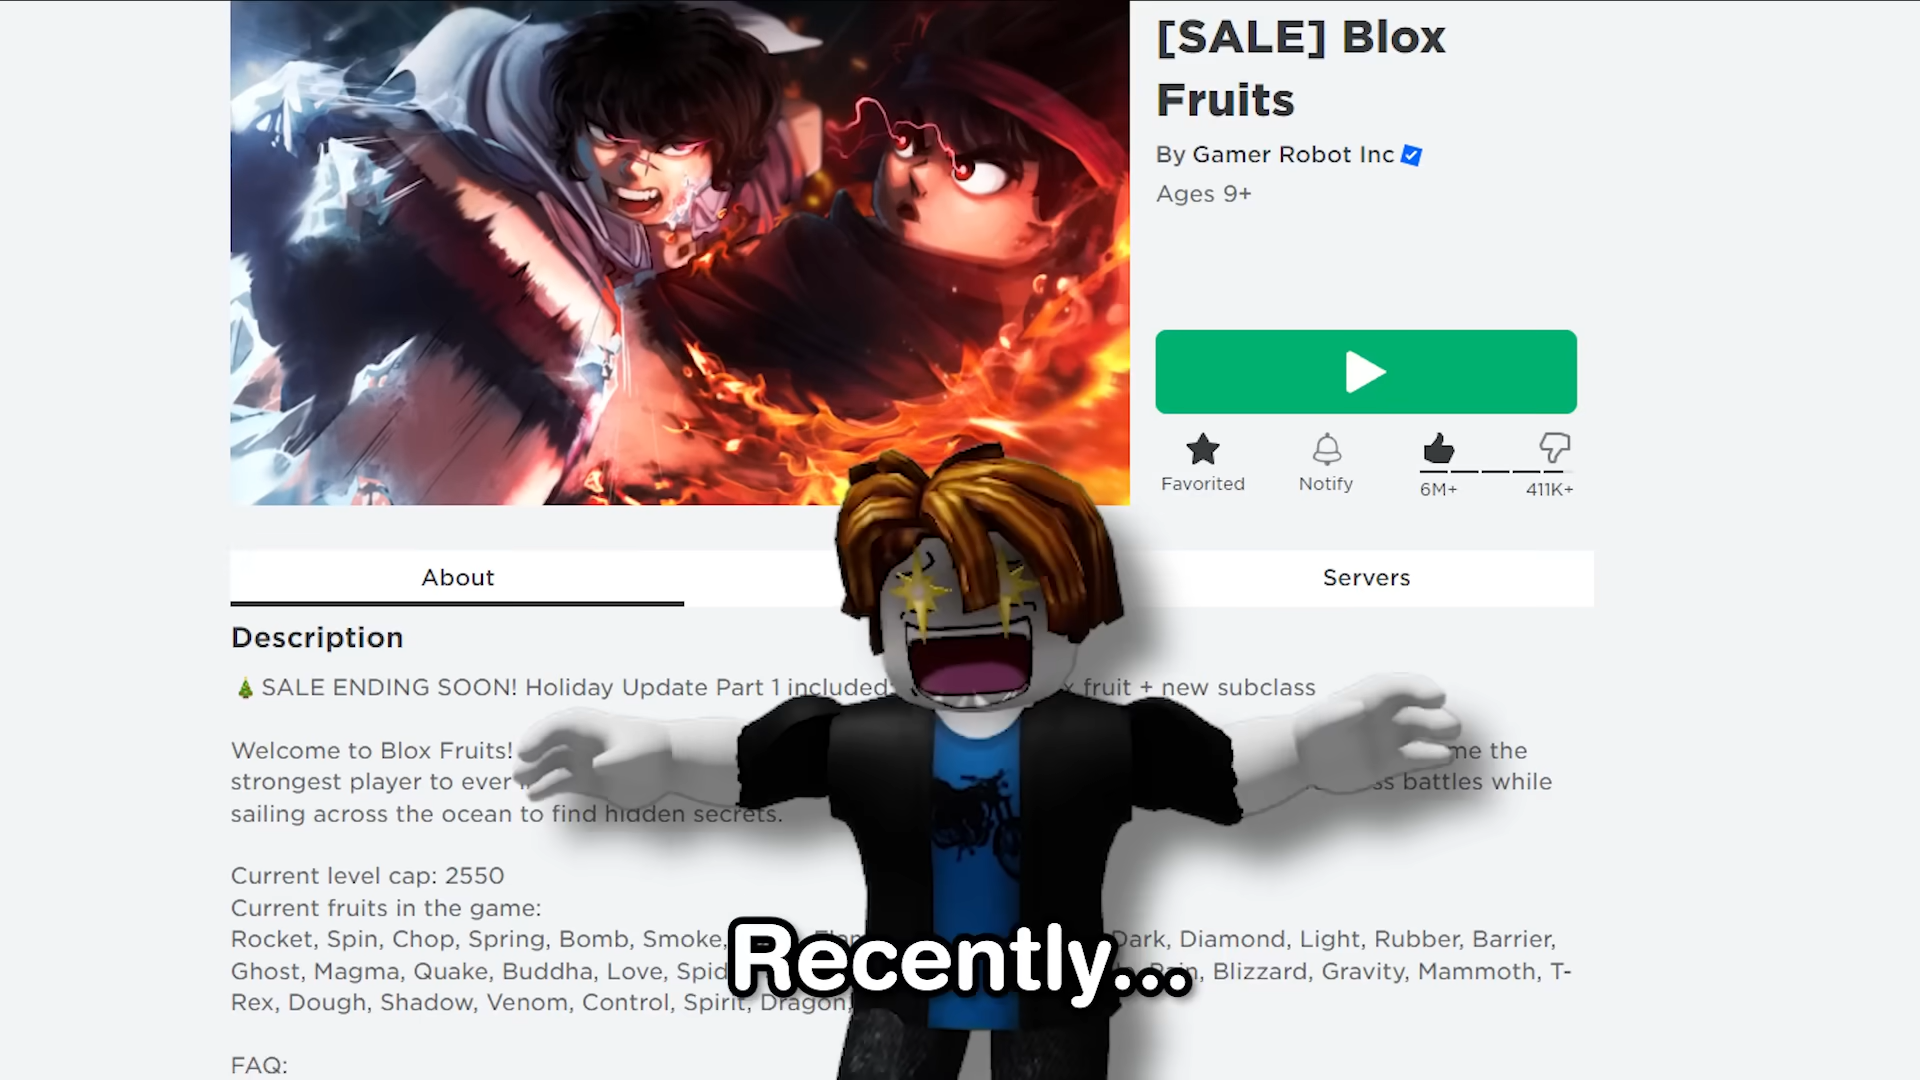 [SALE] Blox
Fruits
By Gamer Robot Inc
Ages 9+
Favorited
Notify
6M+
411K+
About
Servers
Description
SALE ENDING SOON! Holiday Update Part 1 included: fruit + new subclass
Welcome to Blox Fruits! the
strongest player to ever battles while
sailing across the ocean to find hidden secrets.
Current level cap: 2550
Current fruits in the game:
Rocket, Spin, Chop, Spring, Bomb, Smoke, Dark, Diamond, Light, Rubber, Barrier,
Ghost, Magma, Quake, Buddha, Love, Blizzard, Gravity, Mammoth, T-
Rex, Dough, Shadow, Venom, Control, Spirit, Dragon,
Recently...
FAQ: